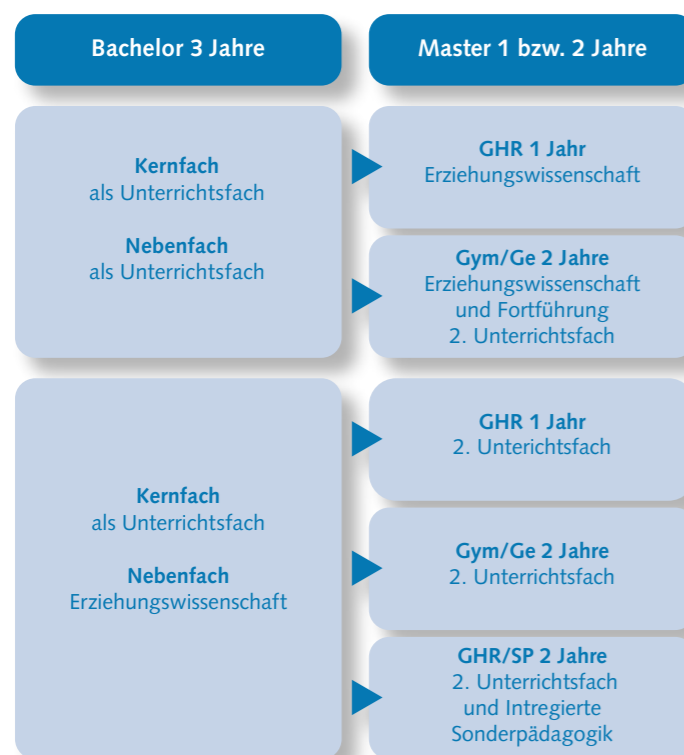 Bachelor 3 Jahre
Master 1 bzw. 2 Jahre
Kernfach
als Unterrichtsfach
Nebenfach
als Unterrichtsfach
GHR 1 Jahr
Erziehungswissenschaft
Gym/Ge 2 Jahre
Erziehungswissenschaft
und Fortführung
2. Unterrichtsfach
Kernfach
als Unterrichtsfach
Nebenfach
Erziehungswissenschaft
GHR 1 Jahr
2. Unterichtsfach
Gym/Ge 2 Jahre
2. Unterrichtsfach
GHR/SP 2 Jahre
2. Unterrichtsfach
und Intregierte
Sonderpädagogik